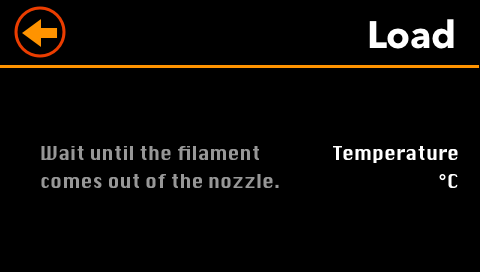 Load
Wait until the filament
comes out of the nozzle.
Temperature
°C